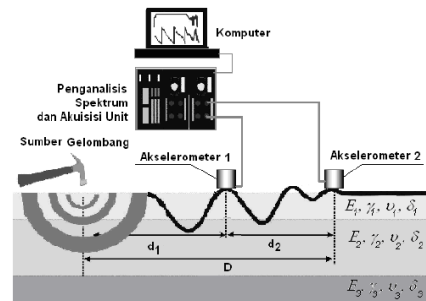 Komputer
Penganalisis
Spektrum
dan Akuisisi Unit
Sumber Gelombang
Akselerometer 1
Akselerometer 2
E₁, γ₁, υ₁, δ₁
E₂, γ₂, υ₂, δ₂
d₁
d₂
D
E₃, γ₃, υ₃, δ₃